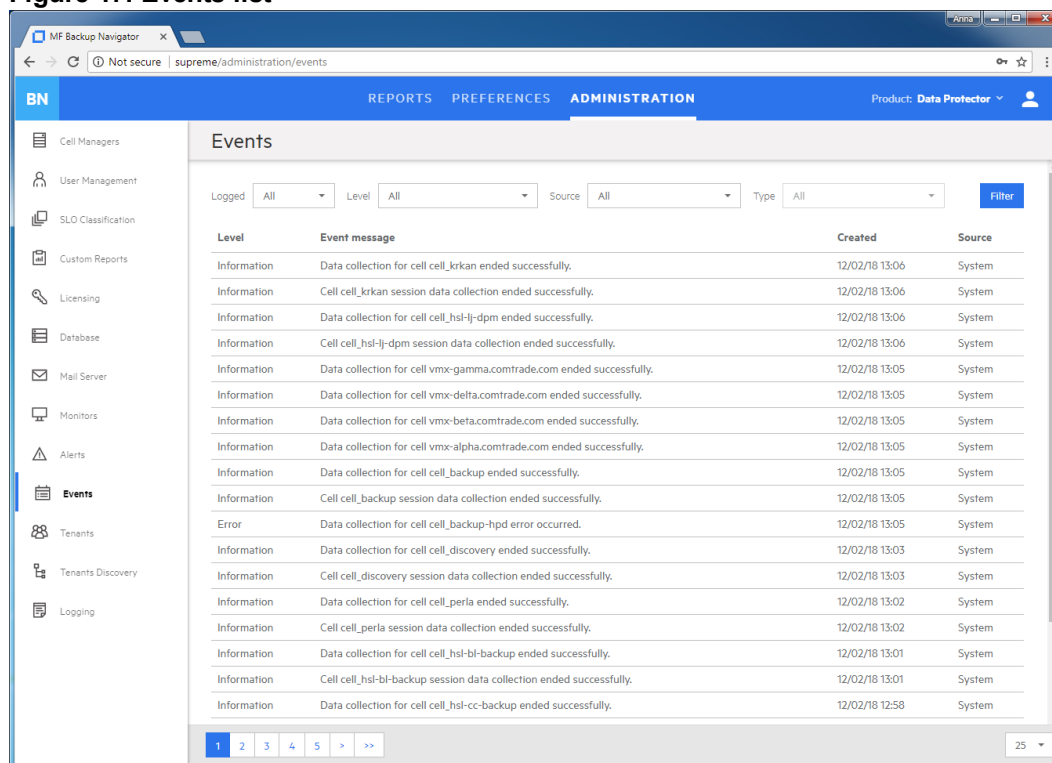 Figure 4.1 Events list
Anna
MF Backup Navigator
Not secure | supreme/administration/events
BN REPORTS PREFERENCES ADMINISTRATION Product: Data Protector
Cell Managers
User Management
SLO Classification
Custom Reports
Licensing
Database
Mail Server
Monitors
Alerts
Events
Tenants
Tenants Discovery
Logging
Events
Logged All Level All Source All Type All Filter
Level Event message Created Source
Information Data collection for cell cell_krkan ended successfully. 12/02/18 13:06 System
Information Cell cell_krkan session data collection ended successfully. 12/02/18 13:06 System
Information Data collection for cell cell_hsl-lj-dpm ended successfully. 12/02/18 13:06 System
Information Cell cell_hsl-lj-dpm session data collection ended successfully. 12/02/18 13:06 System
Information Data collection for cell vmx-gamma.comtrade.com ended successfully. 12/02/18 13:05 System
Information Data collection for cell vmx-delta.comtrade.com ended successfully. 12/02/18 13:05 System
Information Data collection for cell vmx-beta.comtrade.com ended successfully. 12/02/18 13:05 System
Information Data collection for cell vmx-alpha.comtrade.com ended successfully. 12/02/18 13:05 System
Information Data collection for cell cell_backup ended successfully. 12/02/18 13:05 System
Information Cell cell_backup session data collection ended successfully. 12/02/18 13:05 System
Error Data collection for cell cell_backup-hpd error occurred. 12/02/18 13:05 System
Information Data collection for cell cell_discovery ended successfully. 12/02/18 13:03 System
Information Cell cell_discovery session data collection ended successfully. 12/02/18 13:03 System
Information Data collection for cell cell_perla ended successfully. 12/02/18 13:02 System
Information Cell cell_perla session data collection ended successfully. 12/02/18 13:02 System
Information Data collection for cell cell_hsl-bl-backup ended successfully. 12/02/18 13:01 System
Information Cell cell_hsl-bl-backup session data collection ended successfully. 12/02/18 13:01 System
Information Data collection for cell cell_hsl-cc-backup ended successfully. 12/02/18 12:58 System
1 2 3 4 5 > >> 25